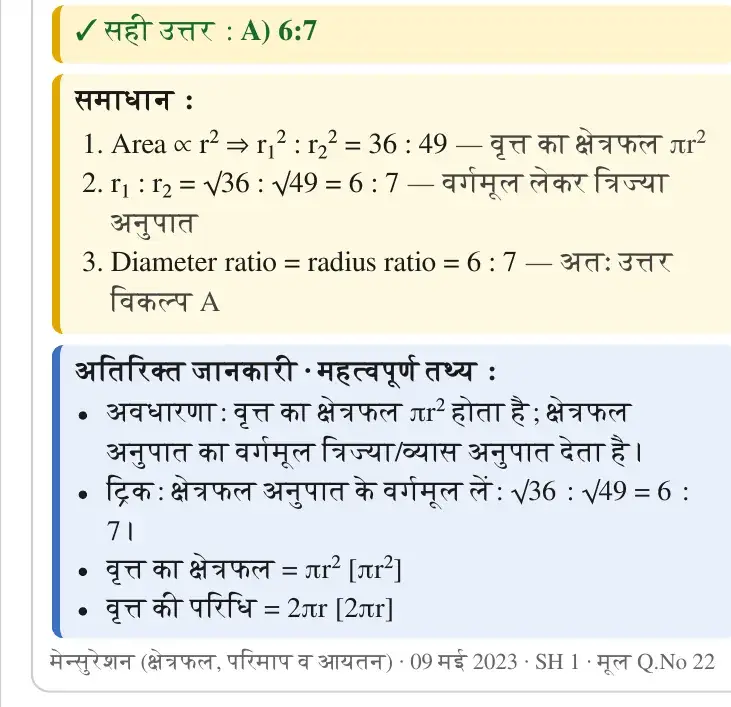 ✓ सही उत्तर : A) 6:7
समाधान :
1. Area ∝ r² ⇒ r₁² : r₂² = 36 : 49 — वृत्त का क्षेत्रफल πr²
2. r₁ : r₂ = √36 : √49 = 6 : 7 — वर्गमूल लेकर त्रिज्या
अनुपात
3. Diameter ratio = radius ratio = 6 : 7 — अतः उत्तर
विकल्प A
अतिरिक्त जानकारी · महत्वपूर्ण तथ्य :
• अवधारणा : वृत्त का क्षेत्रफल πr² होता है ; क्षेत्रफल
अनुपात का वर्गमूल त्रिज्या/व्यास अनुपात देता है ।
• ट्रिक : क्षेत्रफल अनुपात के वर्गमूल लें : √36 : √49 = 6 :
7।
• वृत्त का क्षेत्रफल = πr² [πr²]
• वृत्त की परिधि = 2πr [2πr]
मेन्सुरेशन (क्षेत्रफल, परिमाप व आयतन) · 09 मई 2023 · SH 1 · मूल Q.No 22